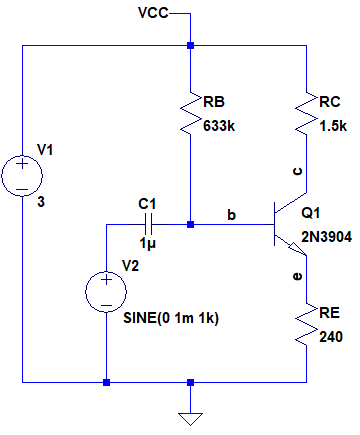 VCC
RB
633k
RC
1.5k
V1
3
C1
1µ
b
c
Q1
2N3904
e
V2
SINE(0 1m 1k)
RE
240